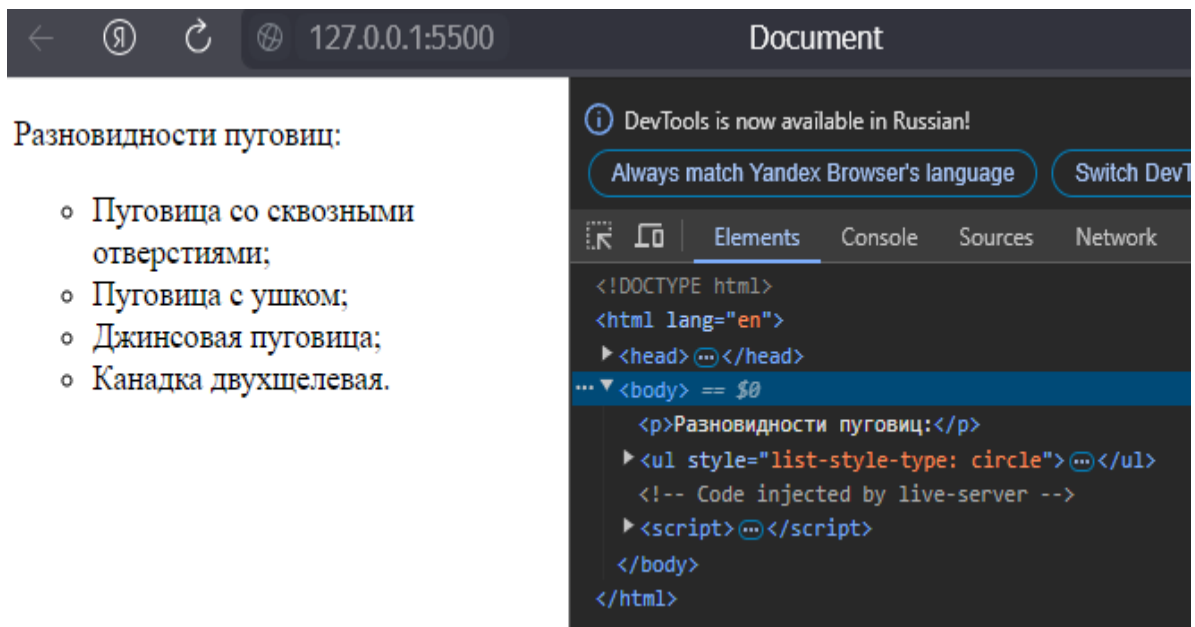 Я 127.0.0.1:5500 Document
Разновидности пуговиц:
Пуговица со сквозными
отверстиями;
Пуговица с ушком;
Джинсовая пуговица;
Канадка двухщелевая.
DevTools is now available in Russian!
Always match Yandex Browser's language Switch DevT
Elements Console Sources Network
<!DOCTYPE html>
<html lang="en">
<head>…</head>
<body> == $0
<p>Разновидности пуговиц:</p>
<ul style="list-style-type: circle">…</ul>
<!-- Code injected by live-server -->
<script>…</script>
</body>
</html>